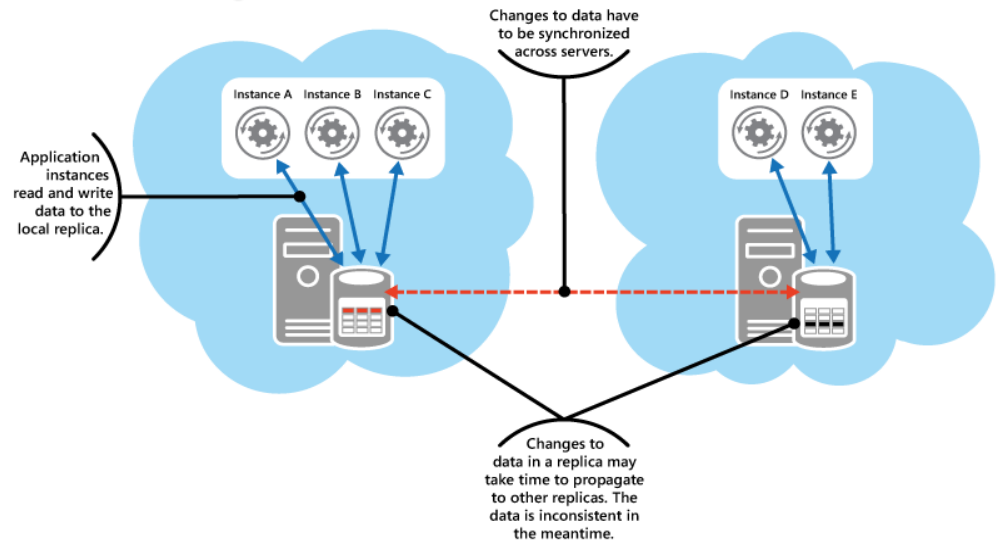 Changes to data have
to be synchronized
across servers.
Instance A
Instance B
Instance C
Instance D
Instance E
Application
instances
read and write
data to the
local replica.
Changes to
data in a replica may
take time to propagate
to other replicas. The
data is inconsistent in
the meantime.